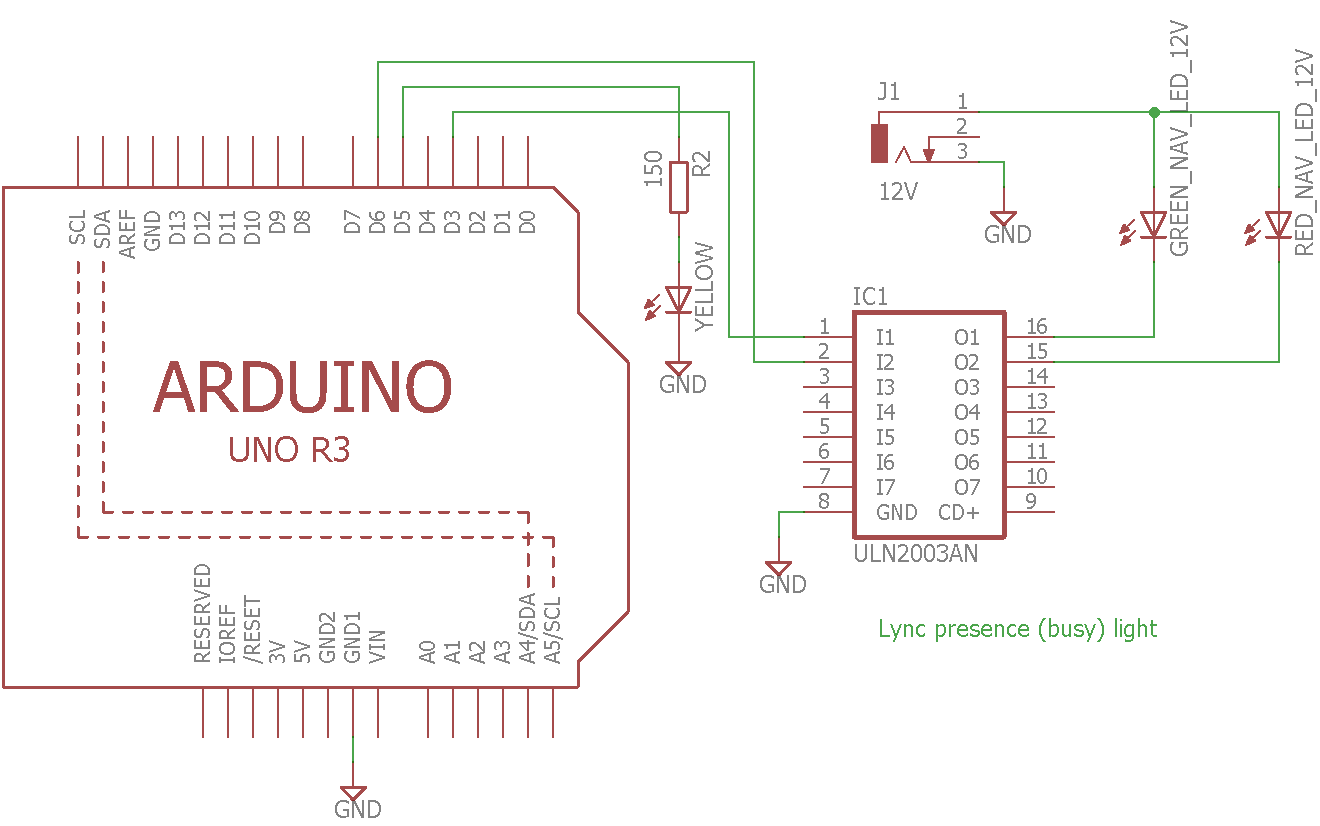 J1
1
2
3
12V
GND
GREEN_NAV_LED_12V
RED_NAV_LED_12V
150
R2
YELLOW
GND
SCL
SDA
AREF
GND
D13
D12
D11
D10
D9
D8
D7
D6
D5
D4
D3
D2
D1
D0
ARDUINO
UNO R3
RESERVED
IOREF
/RESET
3V
5V
GND2
GND1
VIN
A0
A1
A2
A3
A4/SDA
A5/SCL
GND
IC1
1 I1 O1 16
2 I2 O2 15
3 I3 O3 14
4 I4 O4 13
5 I5 O5 12
6 I6 O6 11
7 I7 O7 10
8 GND CD+ 9
ULN2003AN
GND
Lync presence (busy) light